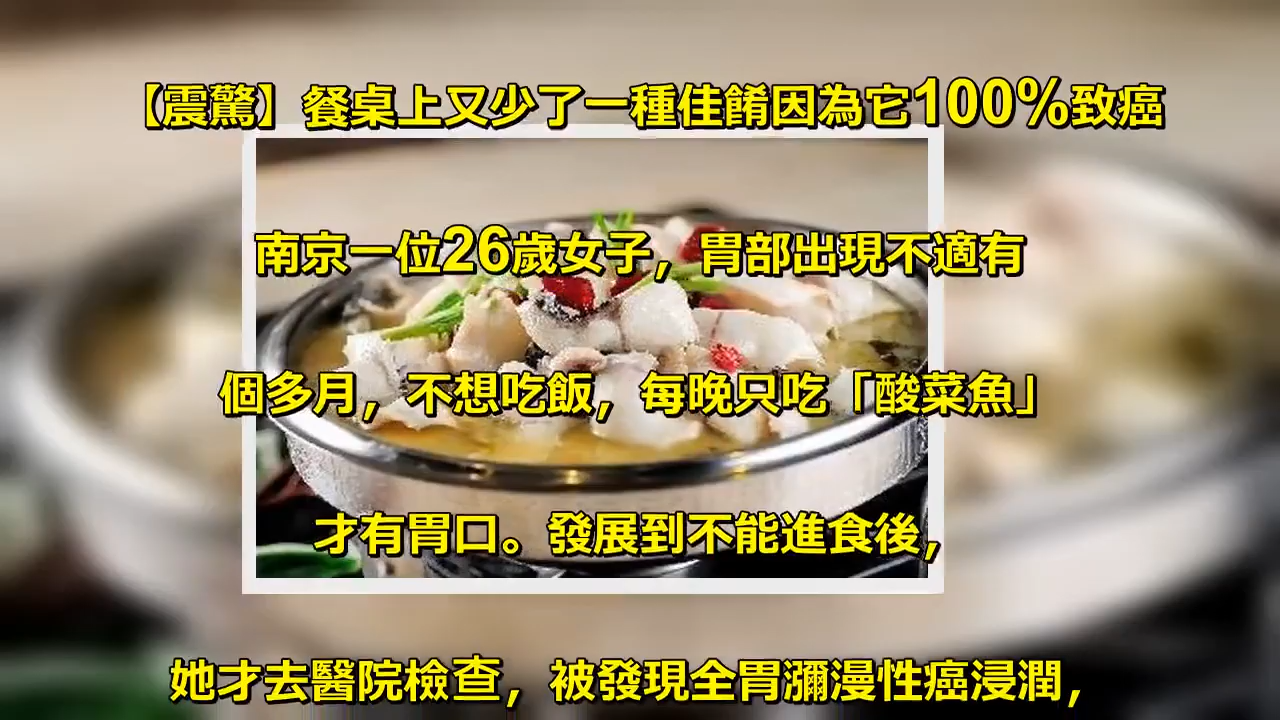 【震驚】餐桌上又少了一種佳餚因為它100%致癌
南京一位26歲女子，胃部出現不適有
個多月，不想吃飯，每晚只吃「酸菜魚」
才有胃口。發展到不能進食後，
她才去醫院檢查，被發現全胃瀰漫性癌浸潤，